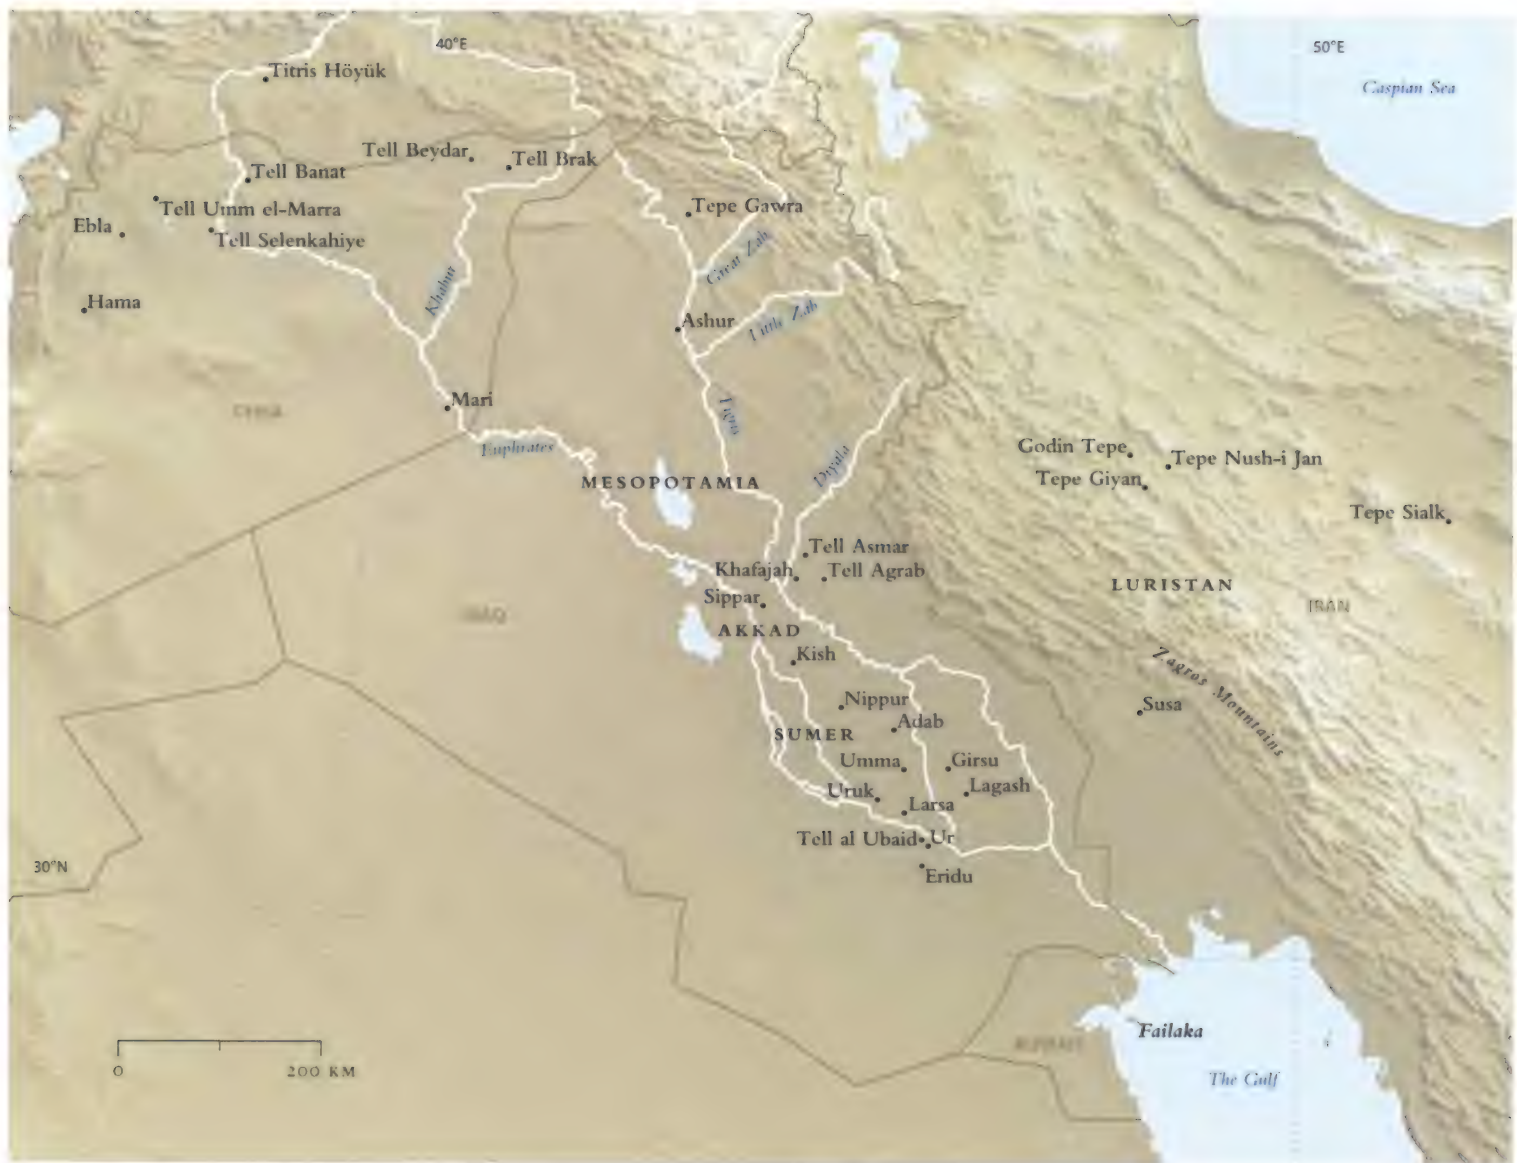 40°E
50°E
Caspian Sea
Titris Höyük
Tell Beydar
Tell Brak
Tell Banat
Tell Umm el-Marra
Tepe Gawra
Ebla
Tell Selenkahiye
Great Zab
Khabur
Hama
Ashur
Little Zab
Mari
Tigris
Euphrates
Diyala
Godin Tepe
Tepe Nush-i Jan
MESOPOTAMIA
Tepe Giyan
Tepe Sialk
Tell Asmar
Khafajah
Tell Agrab
LURISTAN
Sippar
IRAN
IRAQ
AKKAD
Kish
Zagros Mountains
Nippur
Susa
Adab
SUMER
Umma
Girsu
Uruk
Lagash
Larsa
Tell al Ubaid
Ur
30°N
Eridu
Failaka
KUWAIT
The Gulf
0
200 KM